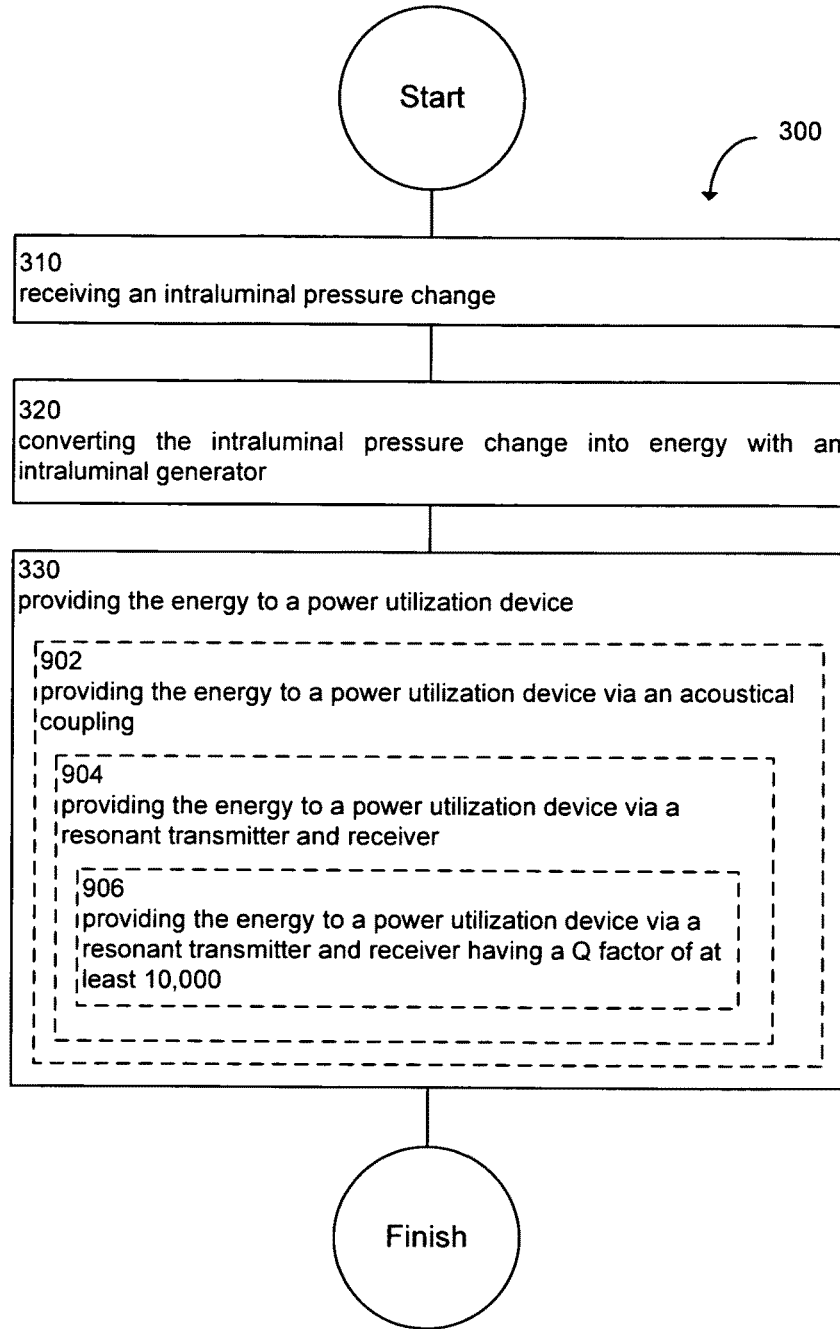 Start
300
310
receiving an intraluminal pressure change
320
converting the intraluminal pressure change into energy with an
intraluminal generator
330
providing the energy to a power utilization device
902
providing the energy to a power utilization device via an acoustical
coupling
904
providing the energy to a power utilization device via a
resonant transmitter and receiver
906
providing the energy to a power utilization device via a
resonant transmitter and receiver having a Q factor of at
least 10,000
Finish